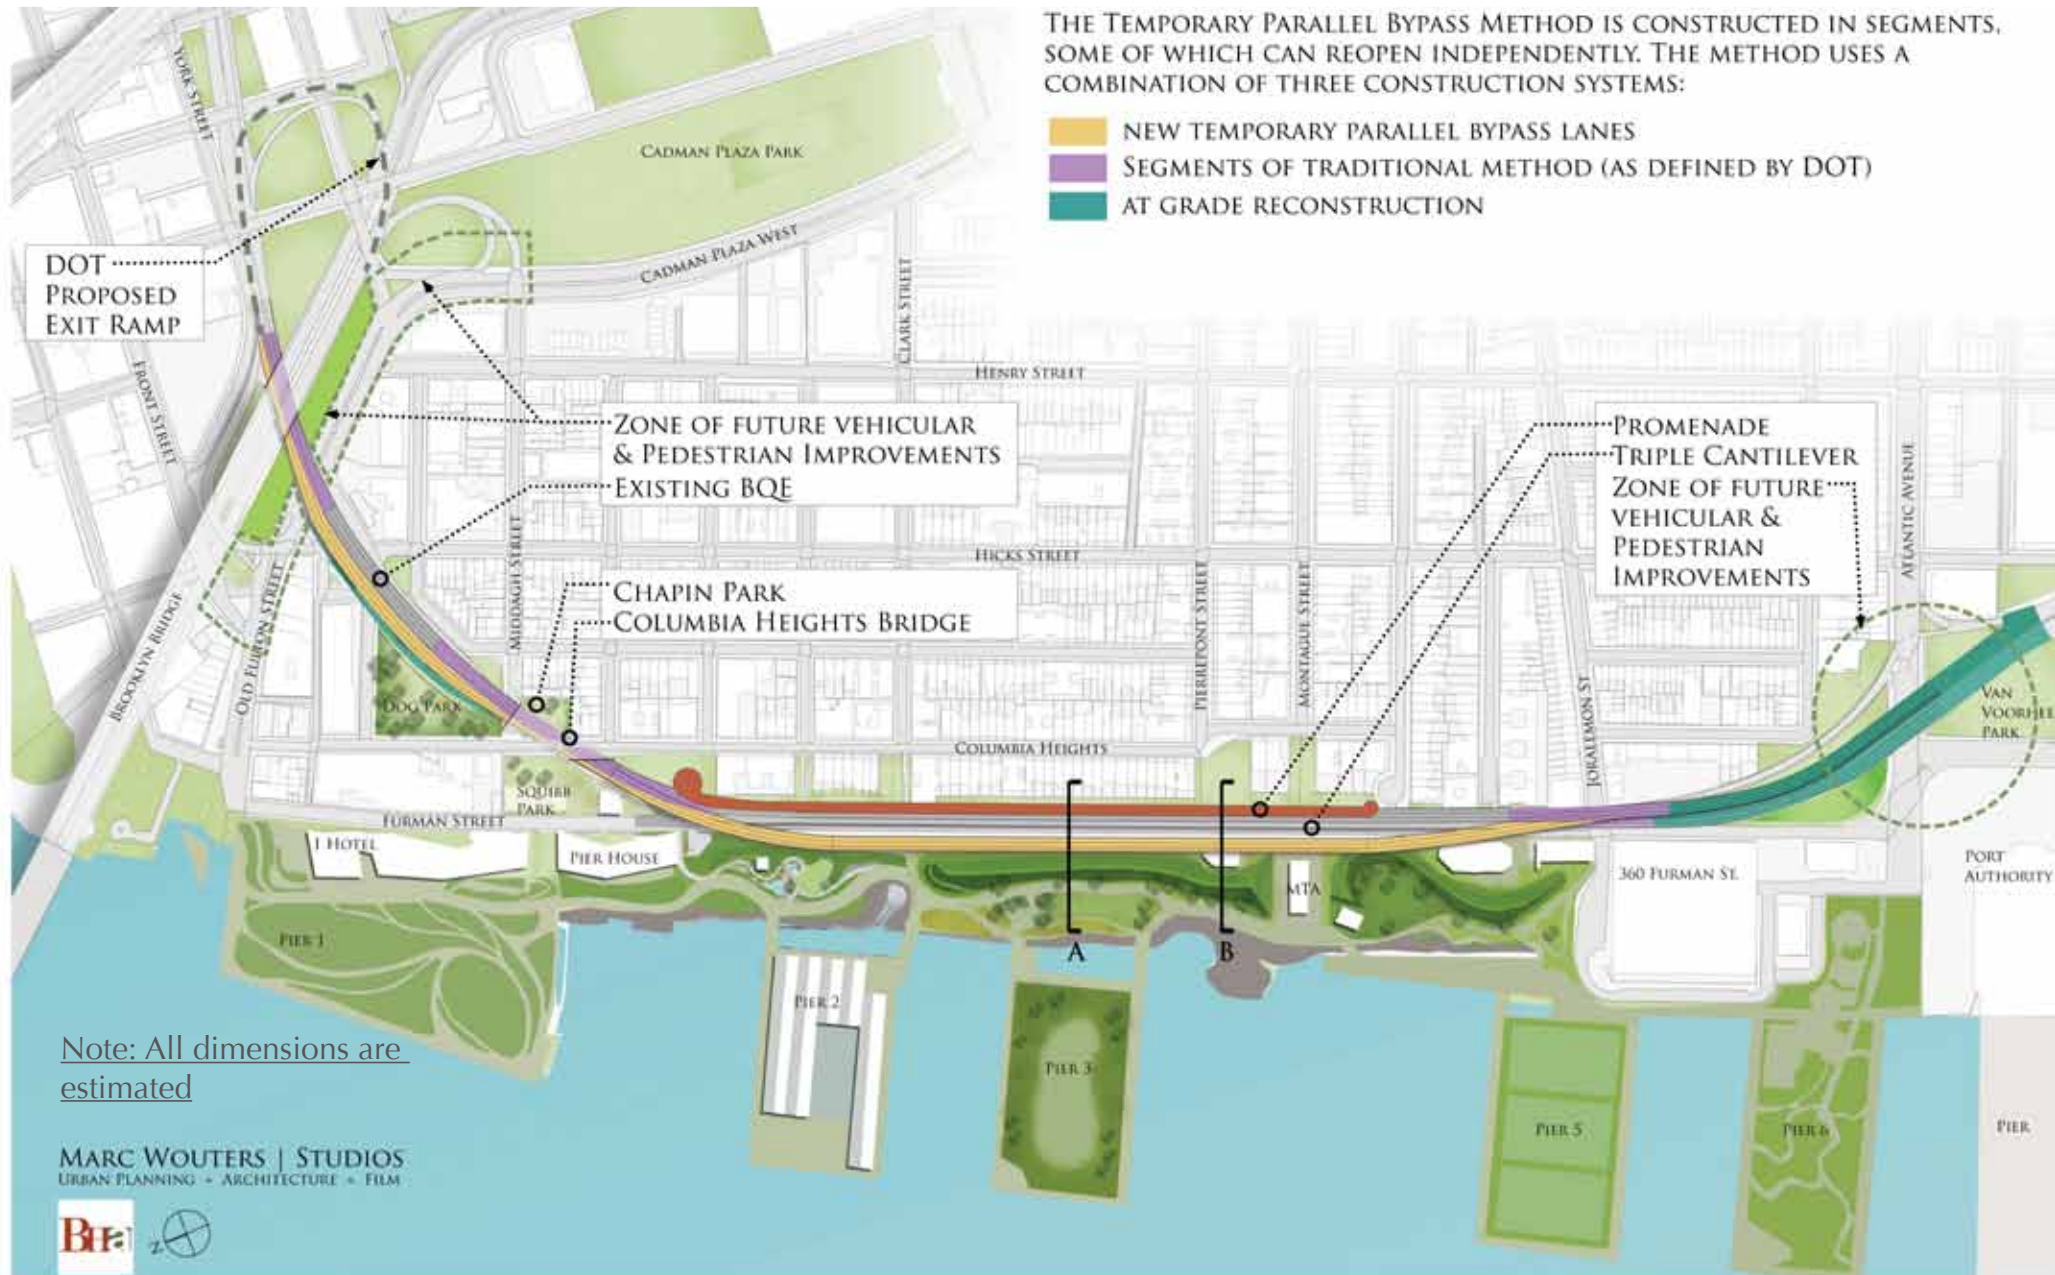 THE TEMPORARY PARALLEL BYPASS METHOD IS CONSTRUCTED IN SEGMENTS,
SOME OF WHICH CAN REOPEN INDEPENDENTLY. THE METHOD USES A
COMBINATION OF THREE CONSTRUCTION SYSTEMS:
NEW TEMPORARY PARALLEL BYPASS LANES
SEGMENTS OF TRADITIONAL METHOD (AS DEFINED BY DOT)
AT GRADE RECONSTRUCTION
YORK STREET
CADMAN PLAZA PARK
CADMAN PLAZA WEST
CLARK STREET
DOT
PROPOSED
EXIT RAMP
FRONT STREET
HENRY STREET
ZONE OF FUTURE VEHICULAR
& PEDESTRIAN IMPROVEMENTS
EXISTING BQE
PROMENADE
TRIPLE CANTILEVER
ZONE OF FUTURE
VEHICULAR &
PEDESTRIAN
IMPROVEMENTS
ATLANTIC AVENUE
MIDDAGH STREET
HICKS STREET
CHAPIN PARK
COLUMBIA HEIGHTS BRIDGE
PIERREPONT STREET
MONTAGUE STREET
JORALEMON ST
BROOKLYN BRIDGE
OLD FULTON STREET
DOG PARK
VAN
VOORHEE
PARK
COLUMBIA HEIGHTS
SQUIBB
PARK
FURMAN STREET
1 HOTEL
PIER HOUSE
MTA
360 FURMAN ST.
PORT
AUTHORITY
PIER 1
A
B
PIER 2
PIER 3
PIER 5
PIER 6
PIER
Note: All dimensions are
estimated
MARC WOUTERS | STUDIOS
URBAN PLANNING + ARCHITECTURE + FILM
BHa
Z